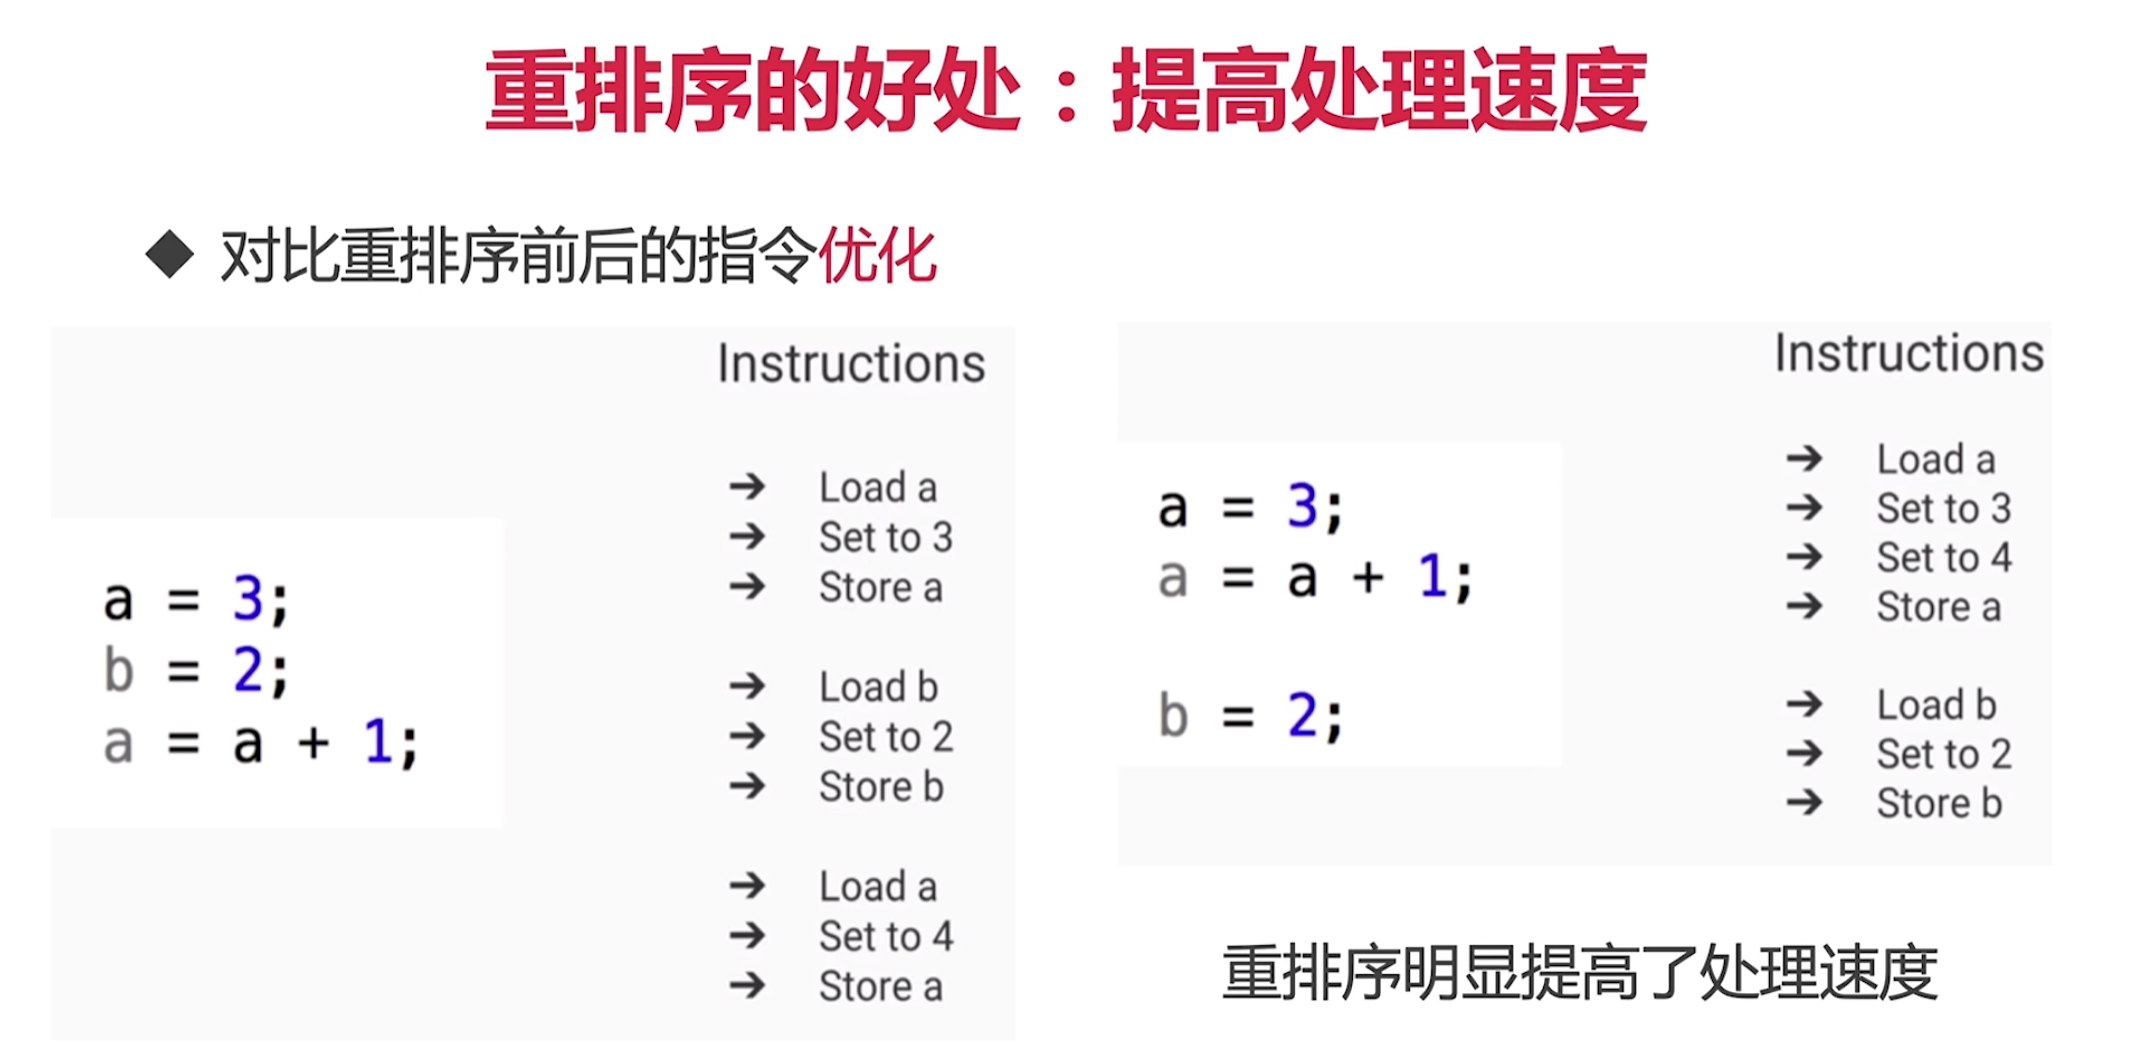 重排序的好处：提高处理速度
◆ 对比重排序前后的指令优化
Instructions
a = 3;
b = 2;
a = a + 1;
→ Load a
→ Set to 3
→ Store a
→ Load b
→ Set to 2
→ Store b
→ Load a
→ Set to 4
→ Store a
Instructions
a = 3;
a = a + 1;
b = 2;
→ Load a
→ Set to 3
→ Set to 4
→ Store a
→ Load b
→ Set to 2
→ Store b
重排序明显提高了处理速度